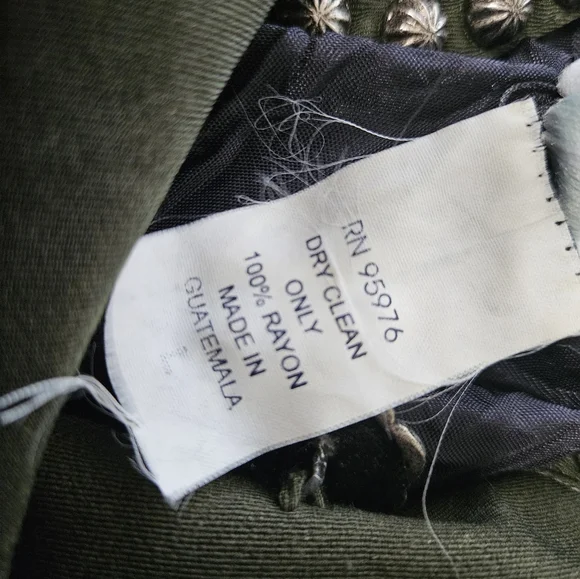 RN 95976
DRY CLEAN
ONLY
100% RAYON
MADE IN
GUATEMALA